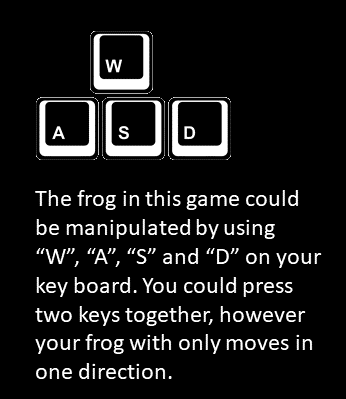 W
A S D
The frog in this game could
be manipulated by using
“W”, “A”, “S” and “D” on your
key board. You could press
two keys together, however
your frog with only moves in
one direction.